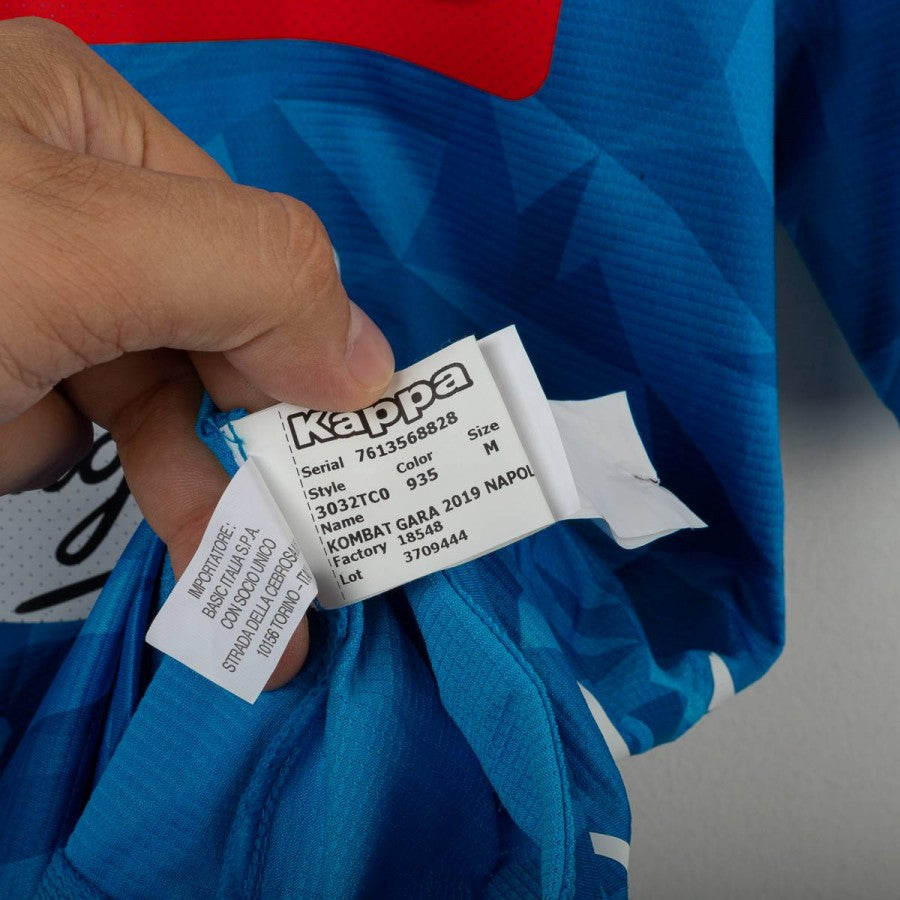 Kappa
Serial 7613568828
Style Color Size
3032TC0 935 M
Name
KOMBAT GARA 2019 NAPOL
Factory 18548
Lot 3709444
IMPORTATORE:
BASIC ITALIA S.P.A.
CON SOCIO UNICO
STRADA DELLA CEBROSA
10156 TORINO - IT